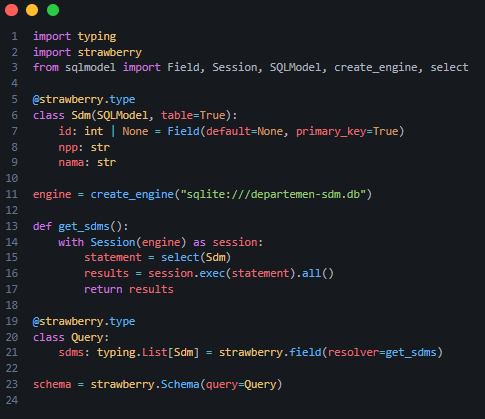 1 import typing
2 import strawberry
3 from sqlmodel import Field, Session, SQLModel, create_engine, select
4
5 @strawberry.type
6 class Sdm(SQLModel, table=True):
7     id: int | None = Field(default=None, primary_key=True)
8     npp: str
9     nama: str
10
11 engine = create_engine("sqlite:///departemen-sdm.db")
12
13 def get_sdms():
14     with Session(engine) as session:
15         statement = select(Sdm)
16         results = session.exec(statement).all()
17         return results
18
19 @strawberry.type
20 class Query:
21     sdms: typing.List[Sdm] = strawberry.field(resolver=get_sdms)
22
23 schema = strawberry.Schema(query=Query)
24